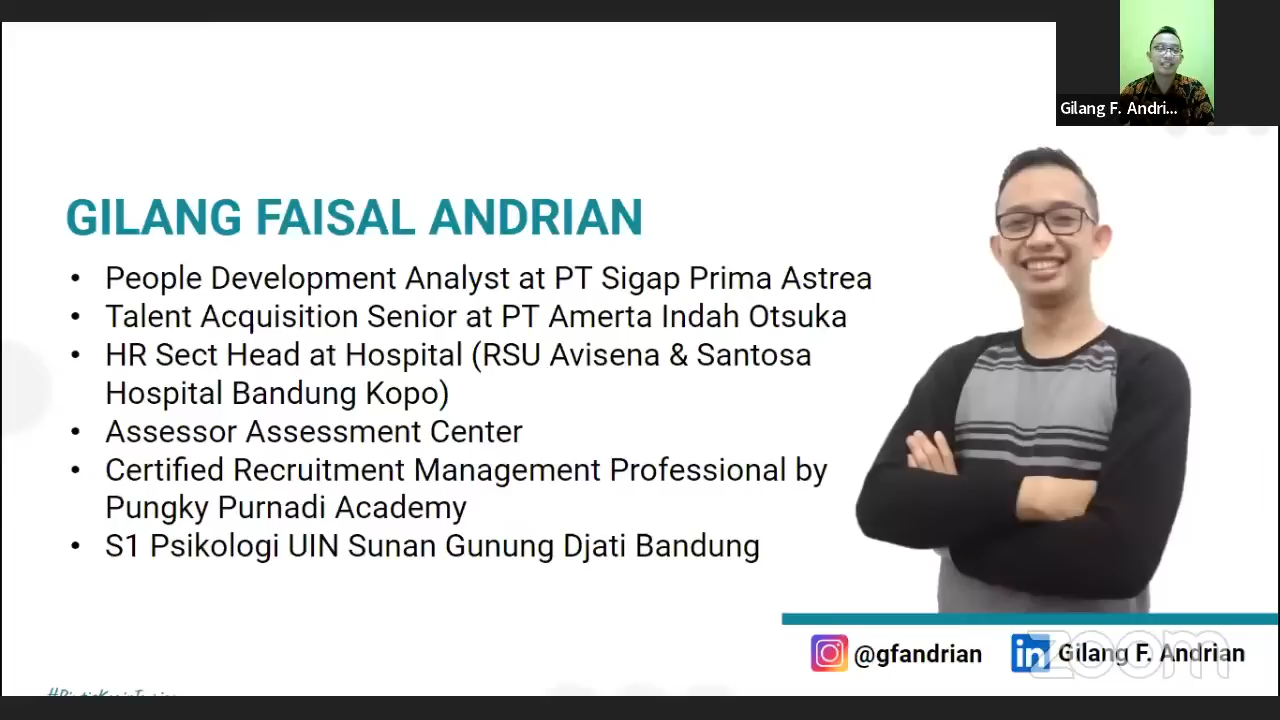 Gilang F. Andri...
GILANG FAISAL ANDRIAN
• People Development Analyst at PT Sigap Prima Astrea
• Talent Acquisition Senior at PT Amerta Indah Otsuka
• HR Sect Head at Hospital (RSU Avisena & Santosa
Hospital Bandung Kopo)
• Assessor Assessment Center
• Certified Recruitment Management Professional by
Pungky Purnadi Academy
• S1 Psikologi UIN Sunan Gunung Djati Bandung
@gfandrian
in Gilang F. Andrian
zoom